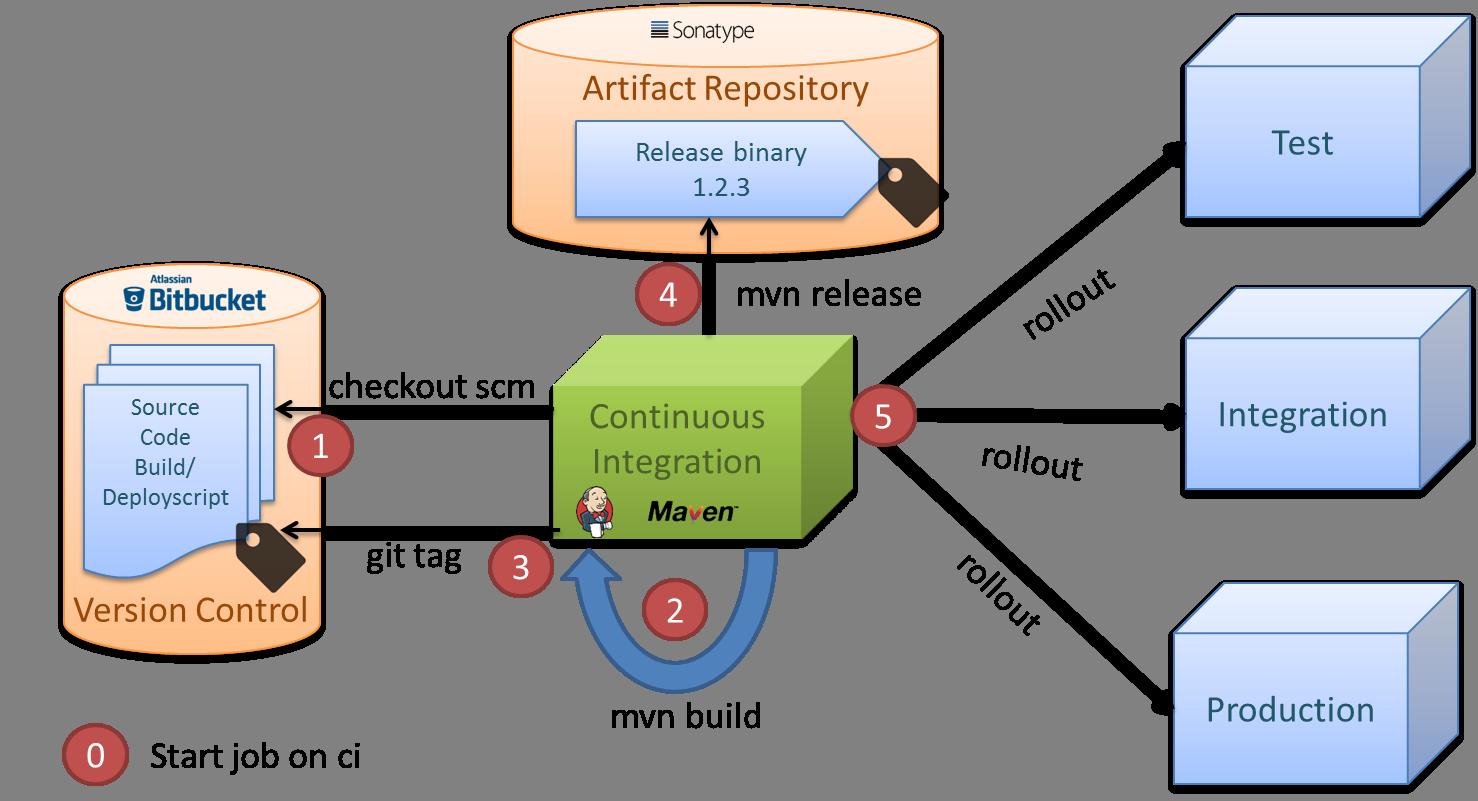 Sonatype
Artifact Repository
Release binary
1.2.3
4
mvn release
Test
rollout
Atlassian
Bitbucket
Source
Code
Build/
Deployscript
Version Control
checkout scm
1
git tag
3
Continuous
Integration
Maven™
2
mvn build
5
rollout
Integration
rollout
Production
0
Start job on ci